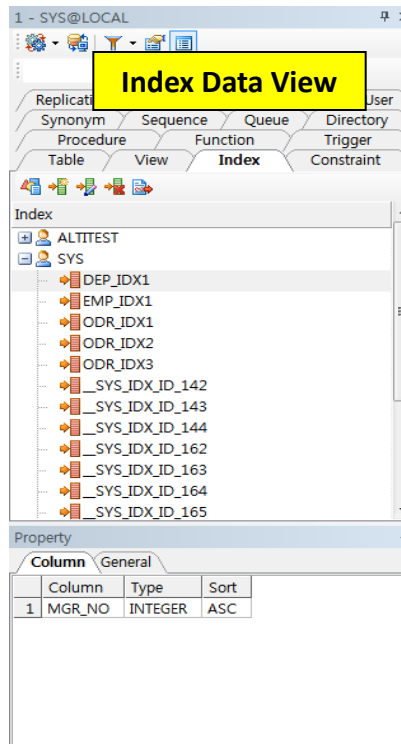 1 - SYS@LOCAL
Index Data View
Replicati User
Synonym Sequence Queue Directory
Procedure Function Trigger
Table View Index Constraint
Index
ALTITEST
SYS
DEP_IDX1
EMP_IDX1
ODR_IDX1
ODR_IDX2
ODR_IDX3
__SYS_IDX_ID_142
__SYS_IDX_ID_143
__SYS_IDX_ID_144
__SYS_IDX_ID_162
__SYS_IDX_ID_163
__SYS_IDX_ID_164
__SYS_IDX_ID_165
Property
Column General
Column Type Sort
1 MGR_NO INTEGER ASC